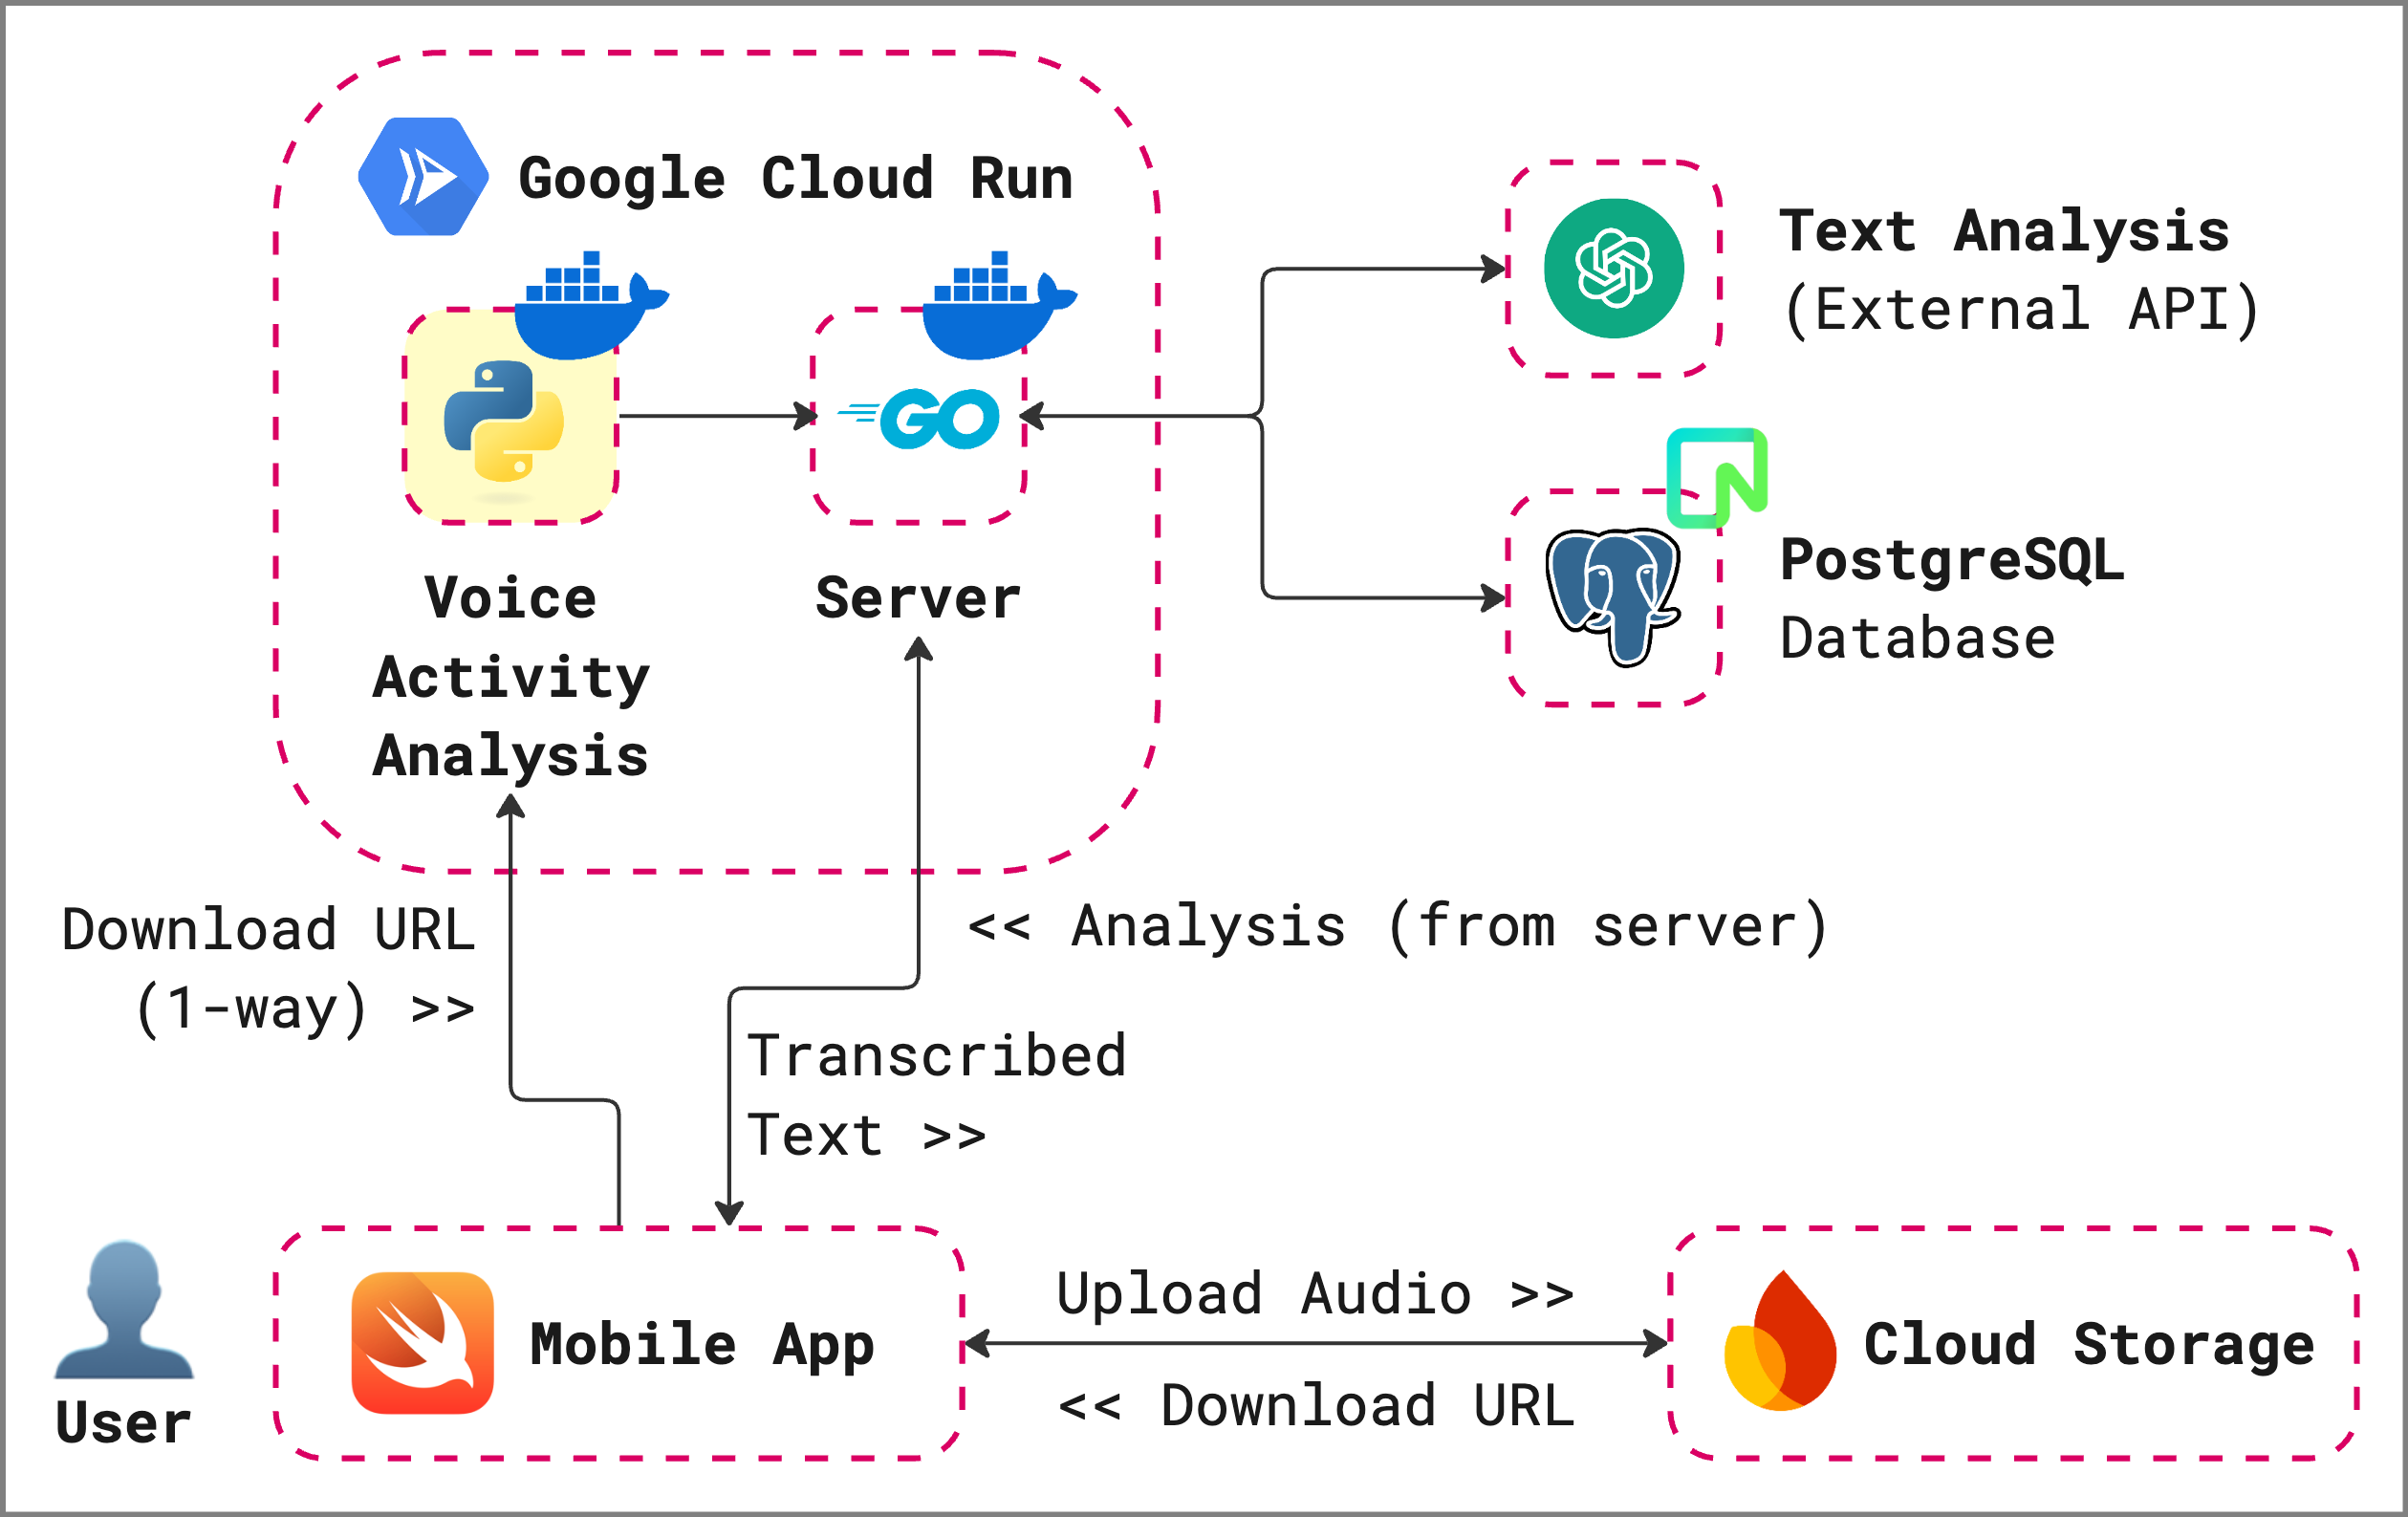 Google Cloud Run
GO
Voice
Activity
Analysis
Server
Text Analysis
(External API)
PostgreSQL
Database
Download URL
(1-way) >>
<< Analysis (from server)
Transcribed
Text >>
User
Mobile App
Upload Audio >>
<< Download URL
Cloud Storage